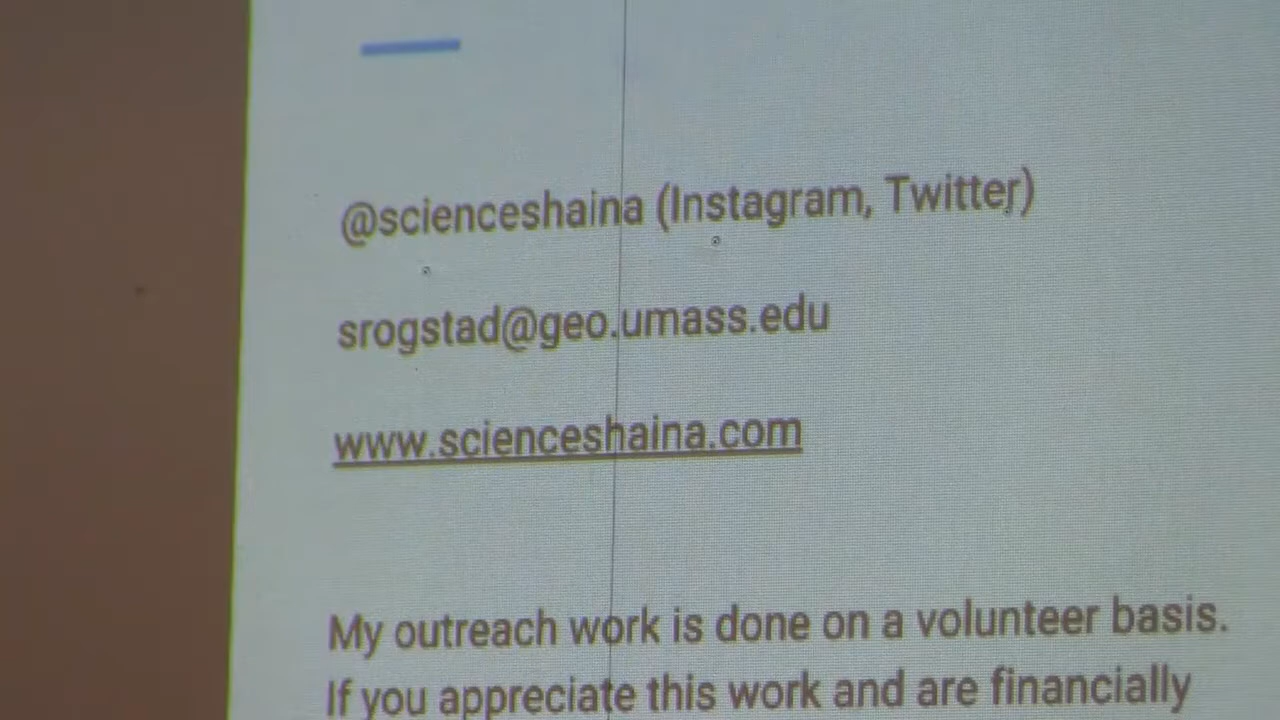 @scienceshaina (Instagram, Twitter)
srogstad@geo.umass.edu
www.scienceshaina.com
My outreach work is done on a volunteer basis.
If you appreciate this work and are financially